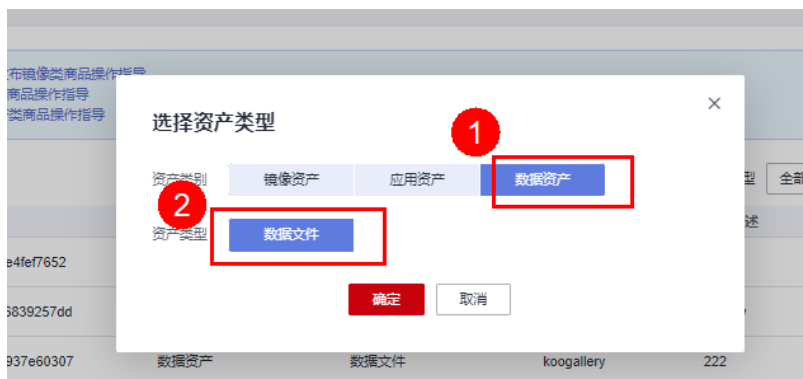 布镜像类商品操作指导
商品操作指导
类商品操作指导
选择资产类型
1
资产类别 镜像资产 应用资产 数据资产
型 全部
2
资产类型 数据文件
述
e4fef7652
确定 取消
6839257dd
937e60307 数据资产 数据文件 koogallery 222